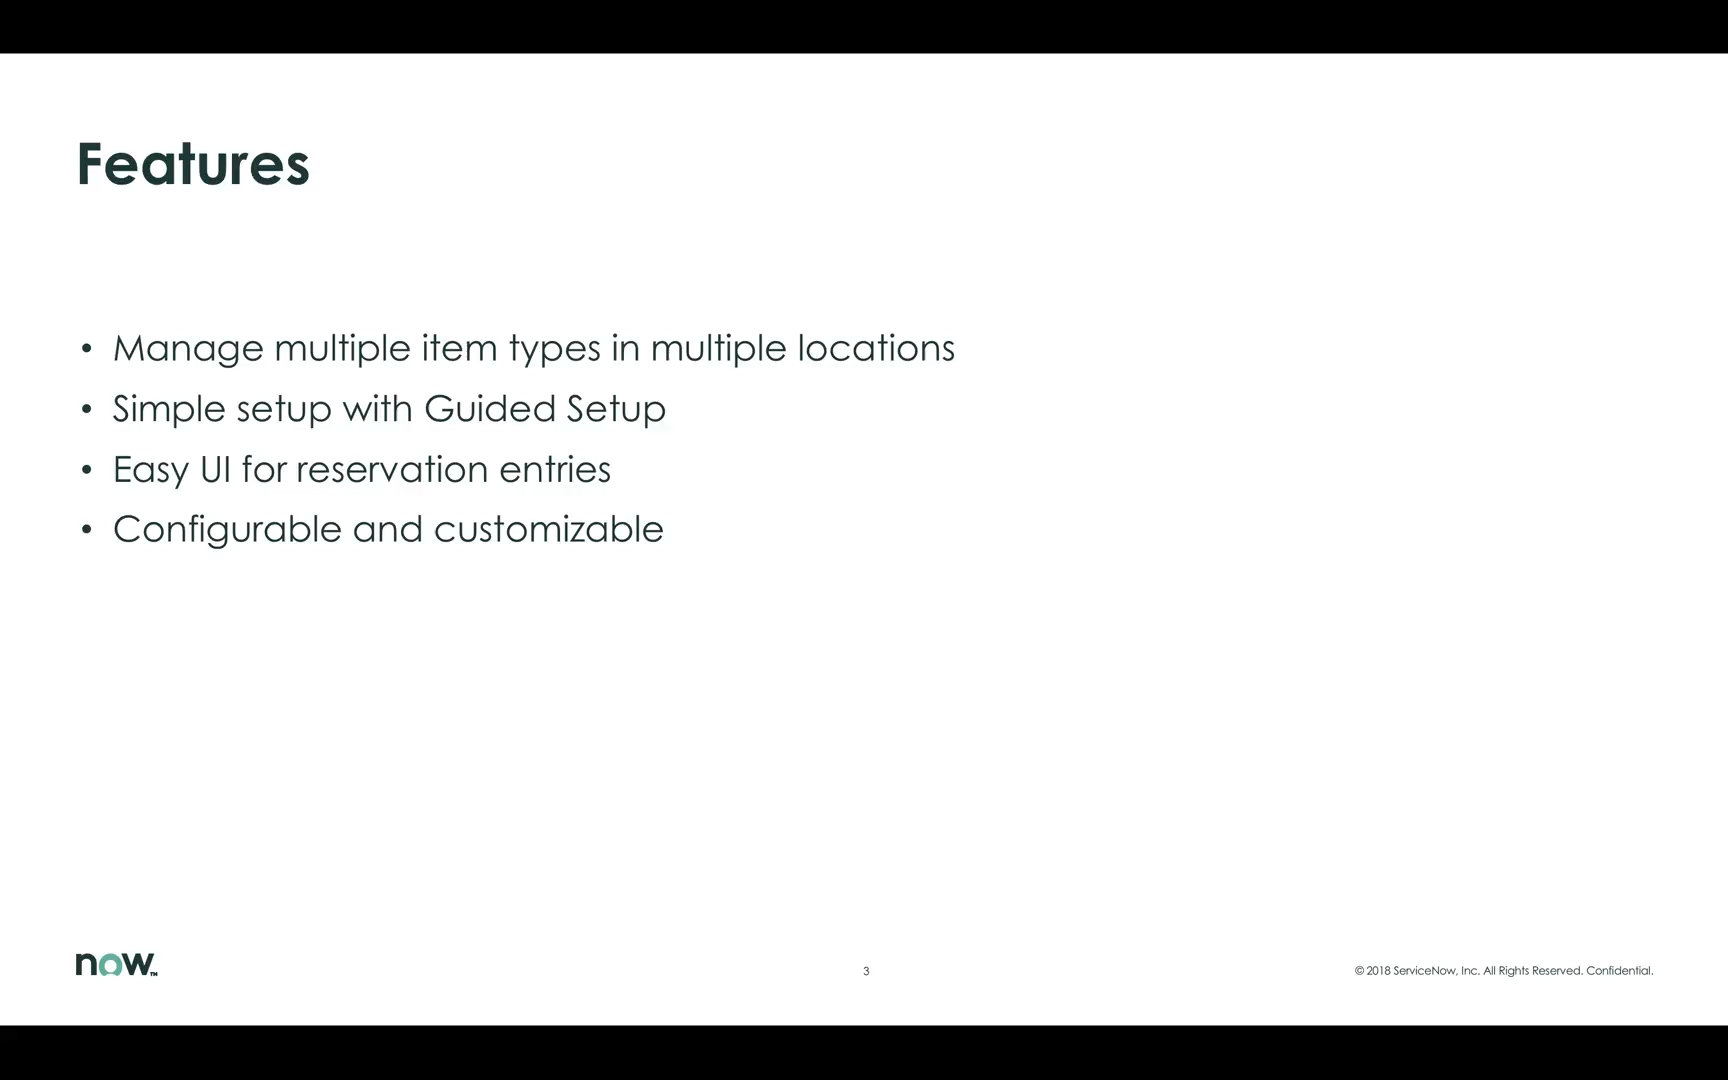 Features
• Manage multiple item types in multiple locations
• Simple setup with Guided Setup
• Easy UI for reservation entries
• Configurable and customizable
now.™
3
© 2018 ServiceNow, Inc. All Rights Reserved. Confidential.